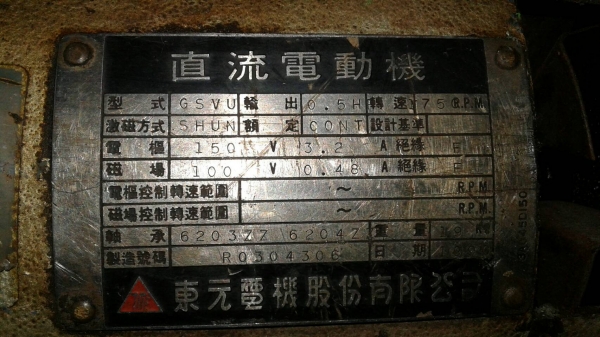 直流電動機
型式 GSVU 輸出 0.5H 轉速 1750 R.P.M
激磁方式 SHUN 額定 CONT 設計基準
電樞 150 V 3.2 A 絕緣 E
磁場 100 V 0.48 A 絕緣 E
電樞控制轉速範圍 ~ R.P.M.
磁場控制轉速範圍 ~ R.P.M.
軸承 6203ZZ 6204Z 重量 KG
製造號碼 R0304306 日期
東元電機股份有限公司